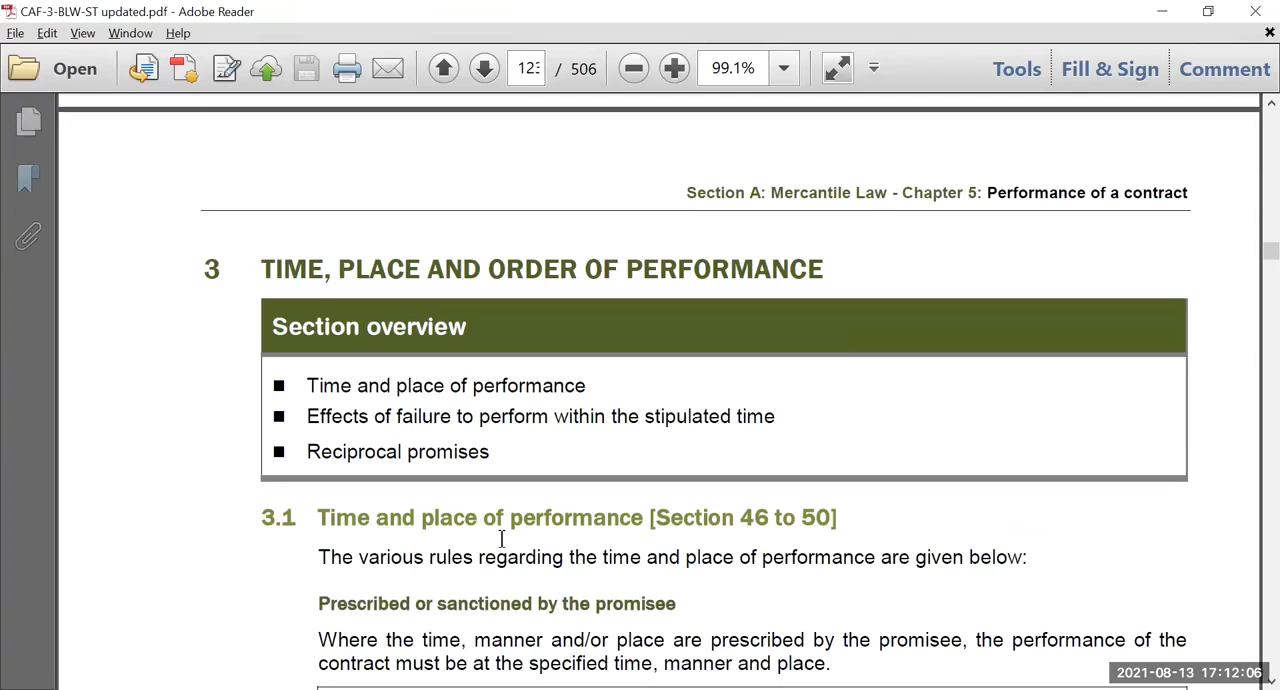 CAF-3-BLW-ST updated.pdf - Adobe Reader
File Edit View Window Help
Open 123 / 506 99.1% Tools Fill & Sign Comment
Section A: Mercantile Law - Chapter 5: Performance of a contract
3 TIME, PLACE AND ORDER OF PERFORMANCE
Section overview
■ Time and place of performance
■ Effects of failure to perform within the stipulated time
■ Reciprocal promises
3.1 Time and place of performance [Section 46 to 50]
The various rules regarding the time and place of performance are given below:
Prescribed or sanctioned by the promisee
Where the time, manner and/or place are prescribed by the promisee, the performance of the
contract must be at the specified time, manner and place.
2021-08-13 17:12:06